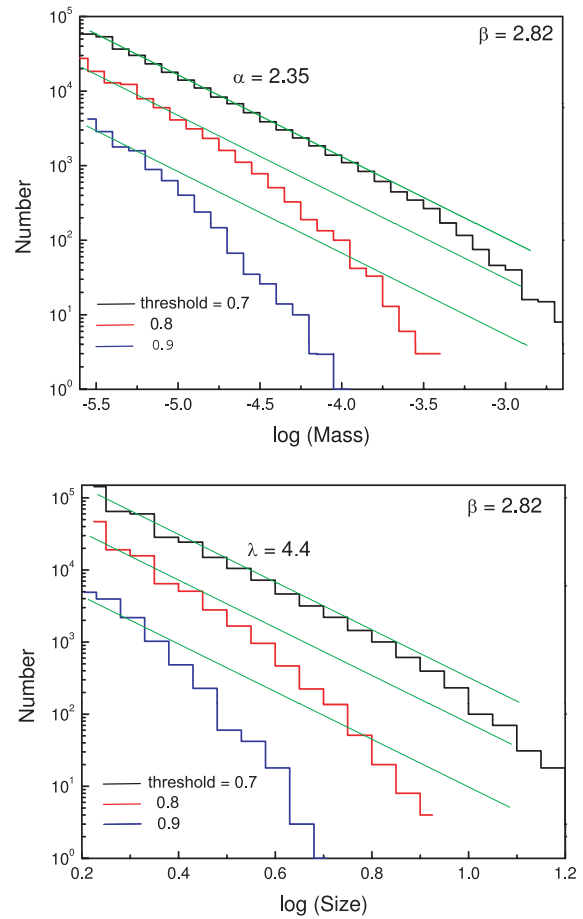 10^5
β = 2.82
α = 2.35
10^4
10^3
Number
10^2
threshold = 0.7
10^1
0.8
0.9
10^0
-5.5 -5.0 -4.5 -4.0 -3.5 -3.0
log (Mass)
10^5
β = 2.82
λ = 4.4
10^4
10^3
Number
10^2
threshold = 0.7
10^1
0.8
0.9
10^0
0.2 0.4 0.6 0.8 1.0 1.2
log (Size)